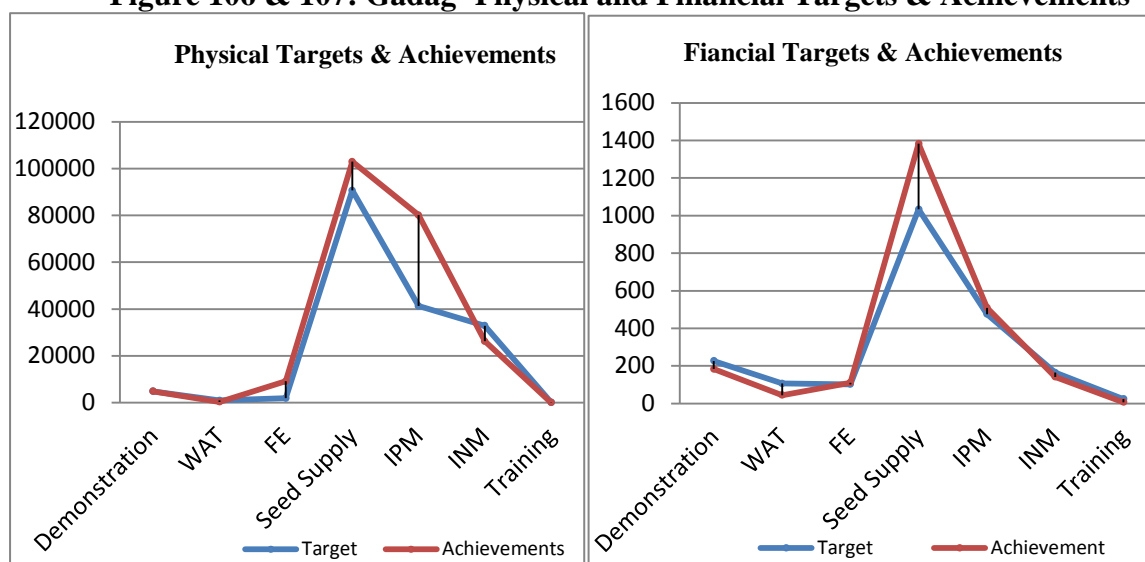 Figure 106 & 107: Gadag- Physical and Financial Targets & Achievements
Physical Targets & Achievements
120000
100000
80000
60000
40000
20000
0
Demonstration
WAT
FE
Seed Supply
IPM
INM
Training
Target
Achievements
Fiancial Targets & Achievements
1600
1400
1200
1000
800
600
400
200
0
Demonstration
WAT
FE
Seed Supply
IPM
INM
Training
Target
Achievement